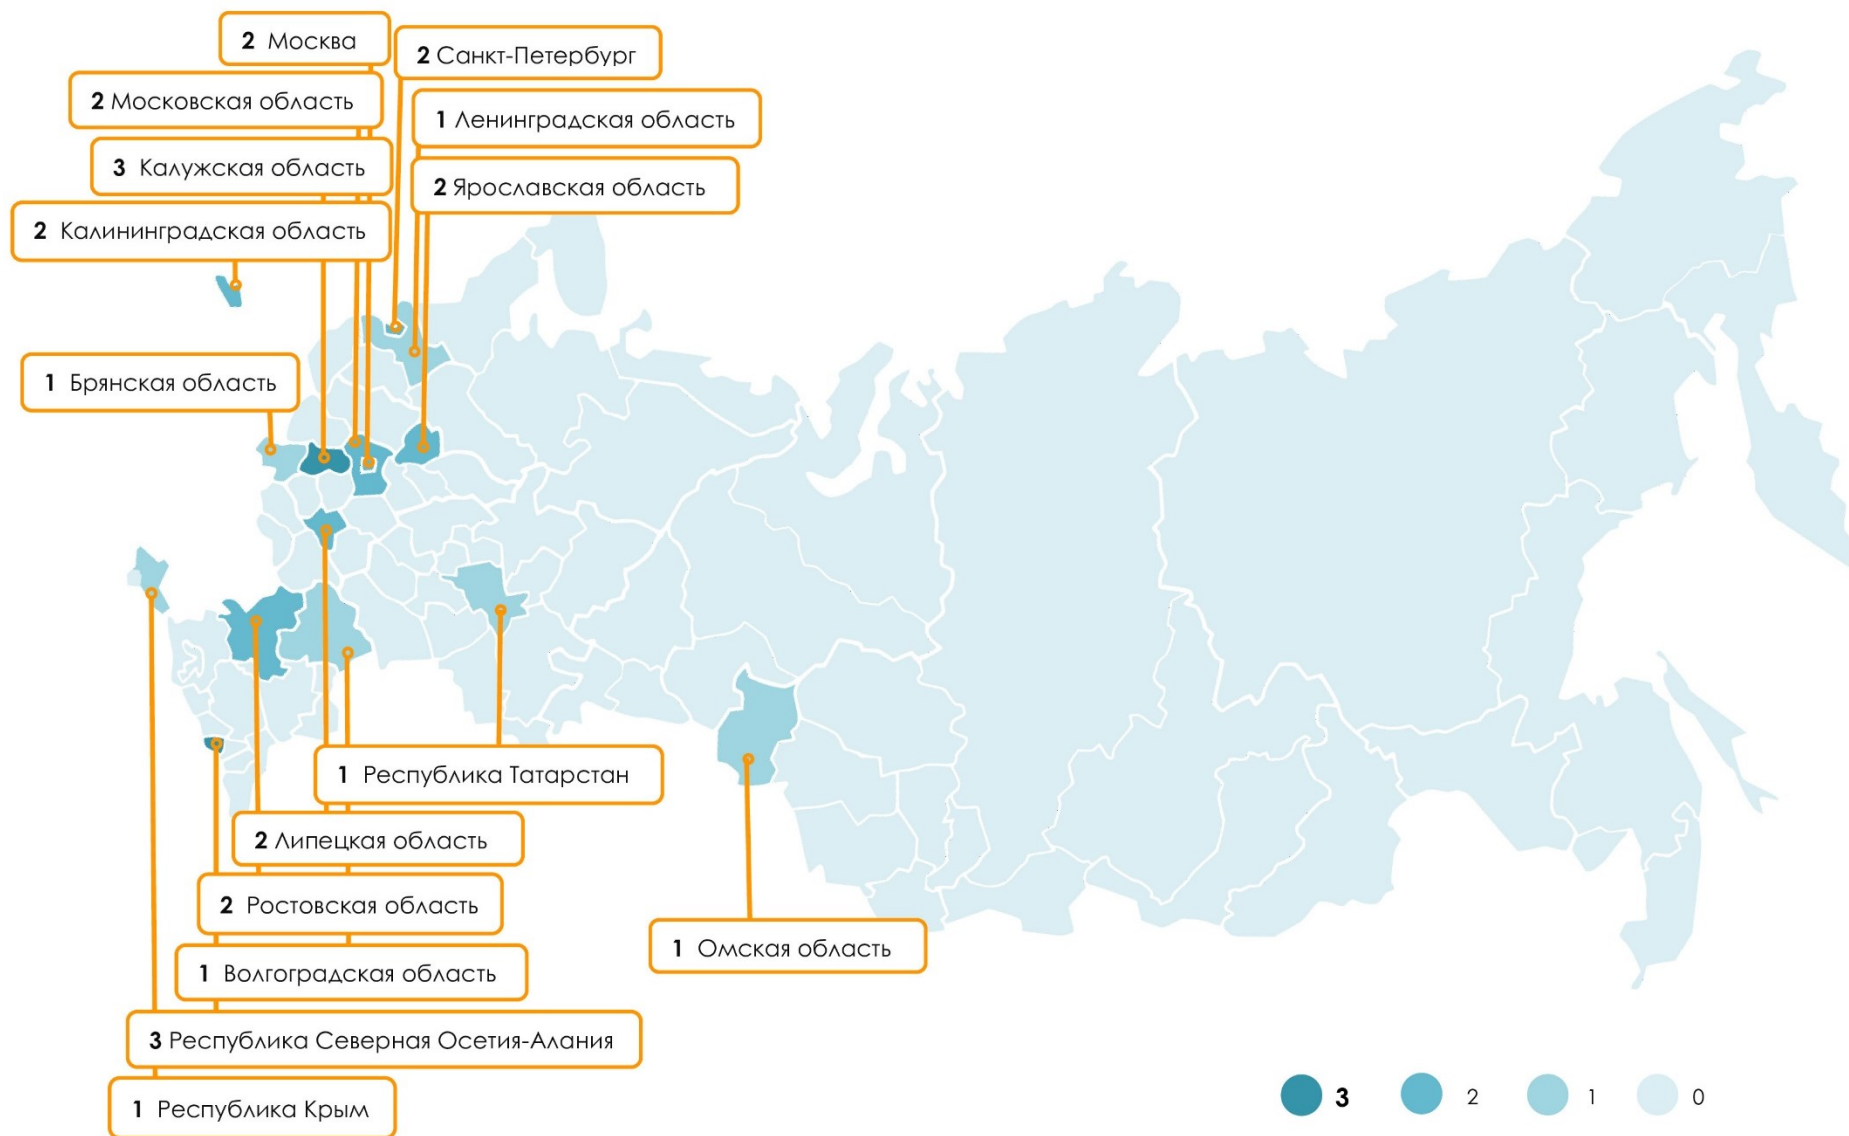 2 Москва
2 Санкт-Петербург
2 Московская область
1 Ленинградская область
3 Калужская область
2 Ярославская область
2 Калининградская область
1 Брянская область
1 Республика Татарстан
2 Липецкая область
2 Ростовская область
1 Омская область
1 Волгоградская область
3 Республика Северная Осетия-Алания
1 Республика Крым
3 2 1 0